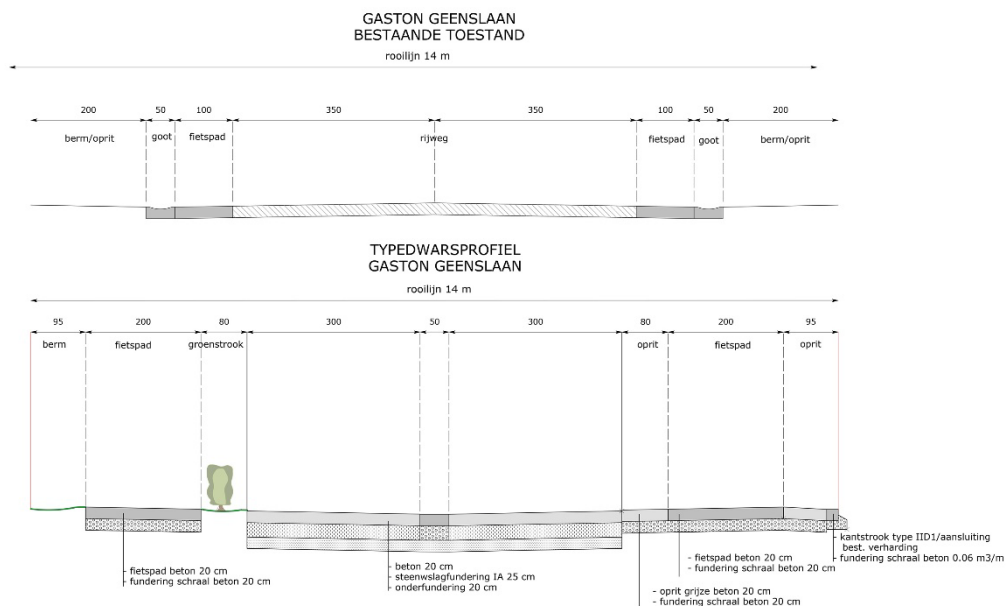 GASTON GEENSLAAN
BESTAANDE TOESTAND
rooilijn 14 m
200 50 100 350 350 100 50 200
berm/oprit goot fietspad rijweg fietspad goot berm/oprit
TYPEDWARSPROFIEL
GASTON GEENSLAAN
rooilijn 14 m
95 200 80 300 50 300 80 200 95
berm fietspad groenstrook oprit fietspad oprit
- fietspad beton 20 cm
- fundering schraal beton 20 cm
- beton 20 cm
- steenwslagfundering IA 25 cm
- onderfundering 20 cm
- fietspad beton 20 cm
- fundering schraal beton 20 cm
- oprit grijze beton 20 cm
- fundering schraal beton 20 cm
- kantstrook type IID1/aansluiting
best. verharding
- fundering schraal beton 0.06 m3/m